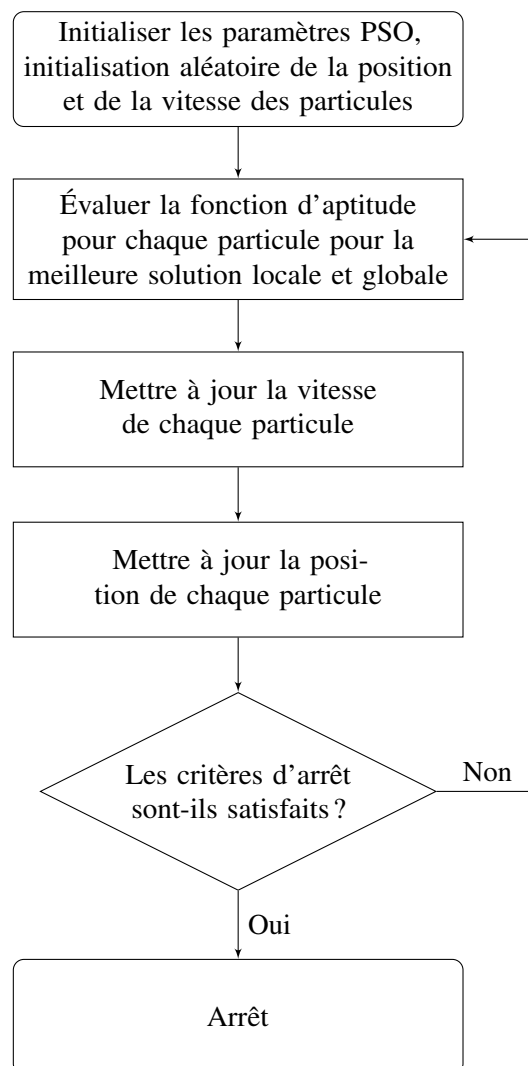 Initialiser les paramètres PSO,
initialisation aléatoire de la position
et de la vitesse des particules
Évaluer la fonction d'aptitude
pour chaque particule pour la
meilleure solution locale et globale
Mettre à jour la vitesse
de chaque particule
Mettre à jour la posi-
tion de chaque particule
Les critères d'arrêt
sont-ils satisfaits ?
Non
Oui
Arrêt